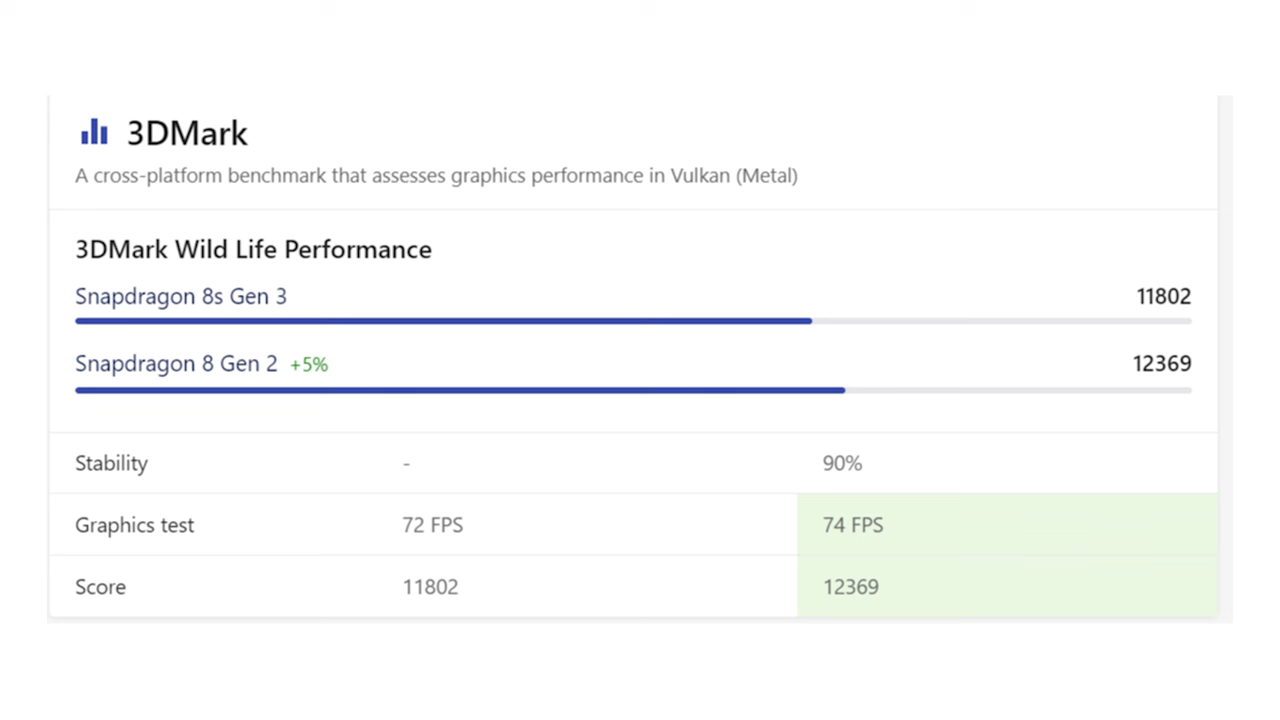 3DMark
A cross-platform benchmark that assesses graphics performance in Vulkan (Metal)
3DMark Wild Life Performance
Snapdragon 8s Gen 3 11802
Snapdragon 8 Gen 2 +5% 12369
Stability - 90%
Graphics test 72 FPS 74 FPS
Score 11802 12369